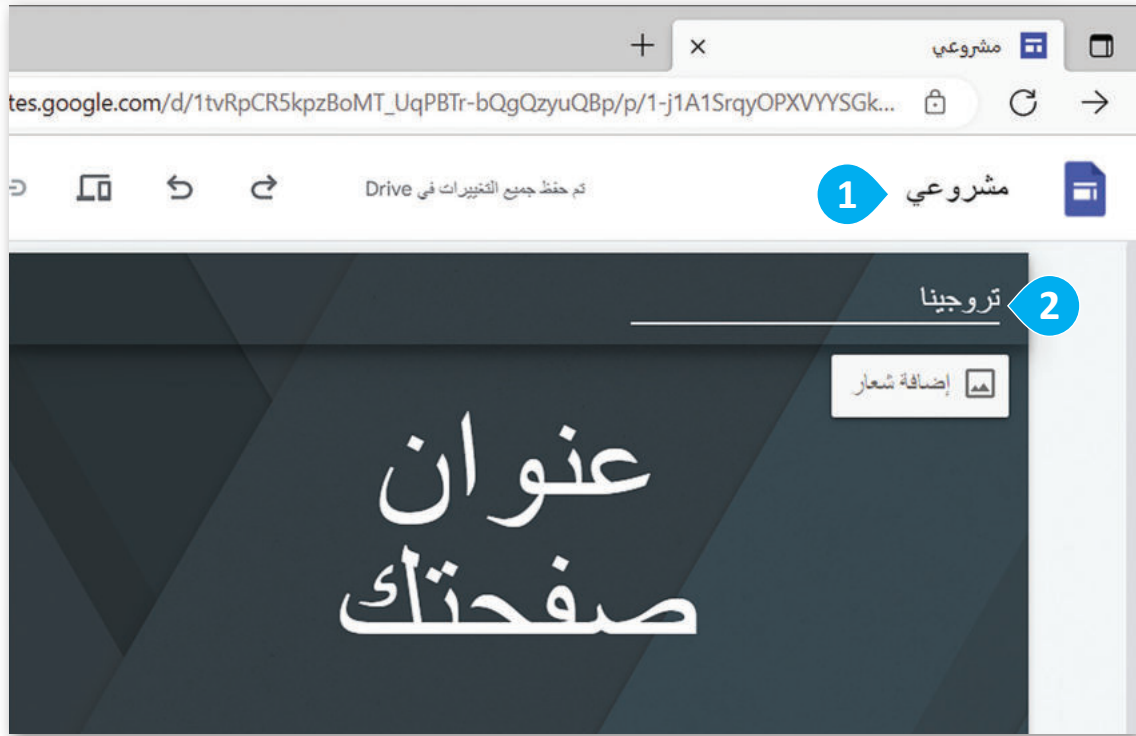 مشروعي
tes.google.com/d/1tvRpCR5kpzBoMT_UqPBTr-bQgQzyuQBp/p/1-j1A1SrqyOPXVYYSGk...
مشروعي
1
تم حفظ جميع التغييرات في Drive
تروجينا
2
إضافة شعار
عنوان
صفحتك